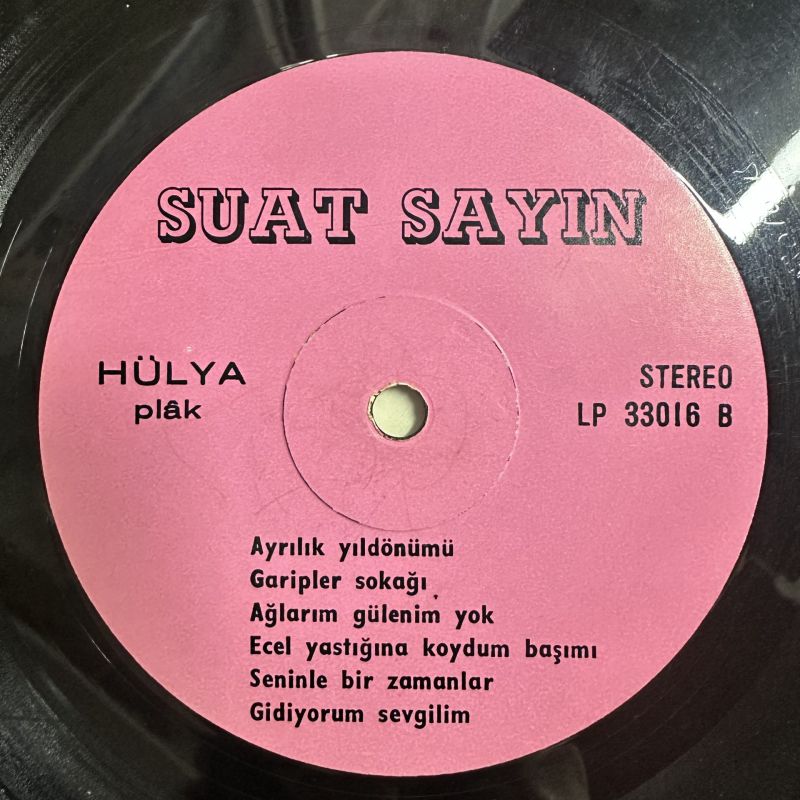 SUAT SAYIN
HÜLYA
plâk
STEREO
LP 33016 B
Ayrılık yıldönümü
Garipler sokağı
Ağlarım gülenim yok
Ecel yastığına koydum başımı
Seninle bir zamanlar
Gidiyorum sevgilim